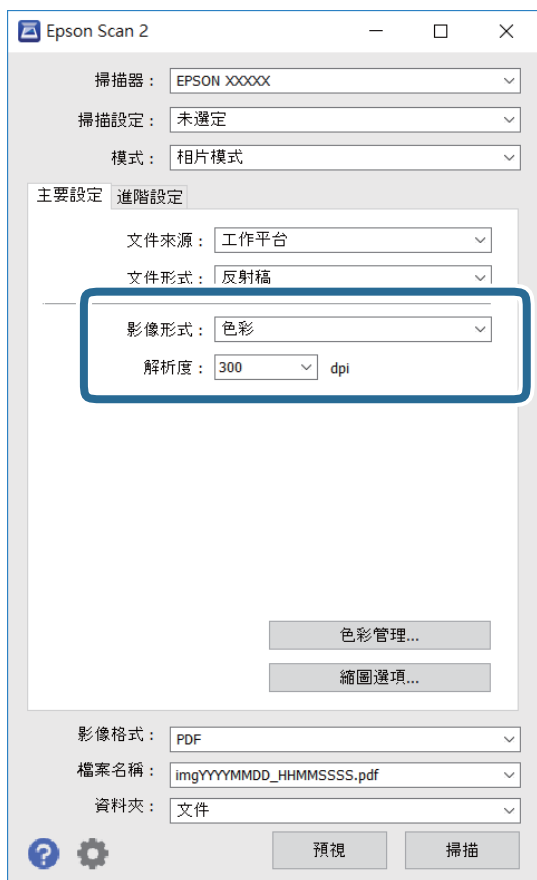 Epson Scan 2
掃描器： EPSON XXXXX
掃描設定： 未選定
模式： 相片模式
主要設定 進階設定
文件來源： 工作平台
文件形式： 反射稿
影像形式： 色彩
解析度： 300 dpi
色彩管理...
縮圖選項...
影像格式： PDF
檔案名稱： imgYYYYMMDD_HHMMSSSS.pdf
資料夾： 文件
? 預視 掃描